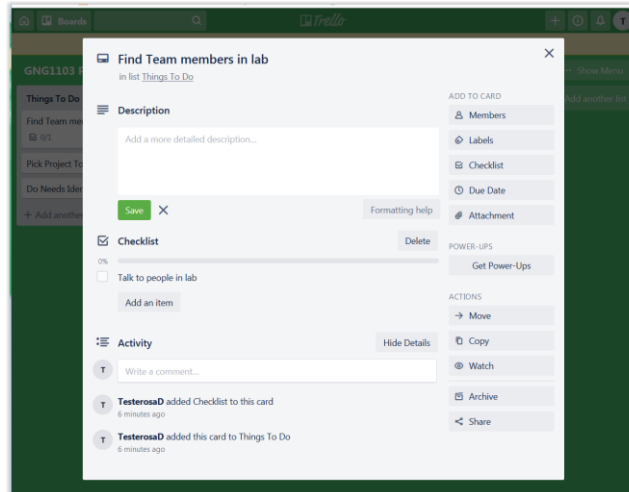 Boards
Trello
T
GNG1103 P
Show Menu
Things To Do
Add another list
Find Team mem
0/1
Pick Project To
Do Needs Iden
+ Add another
Find Team members in lab
in list Things To Do
Description
Add a more detailed description...
Save
Formatting help
Checklist
Delete
0%
Talk to people in lab
Add an item
Activity
Hide Details
T
Write a comment...
T
TesterosaD added Checklist to this card
6 minutes ago
T
TesterosaD added this card to Things To Do
6 minutes ago
ADD TO CARD
Members
Labels
Checklist
Due Date
Attachment
POWER-UPS
Get Power-Ups
ACTIONS
Move
Copy
Watch
Archive
Share